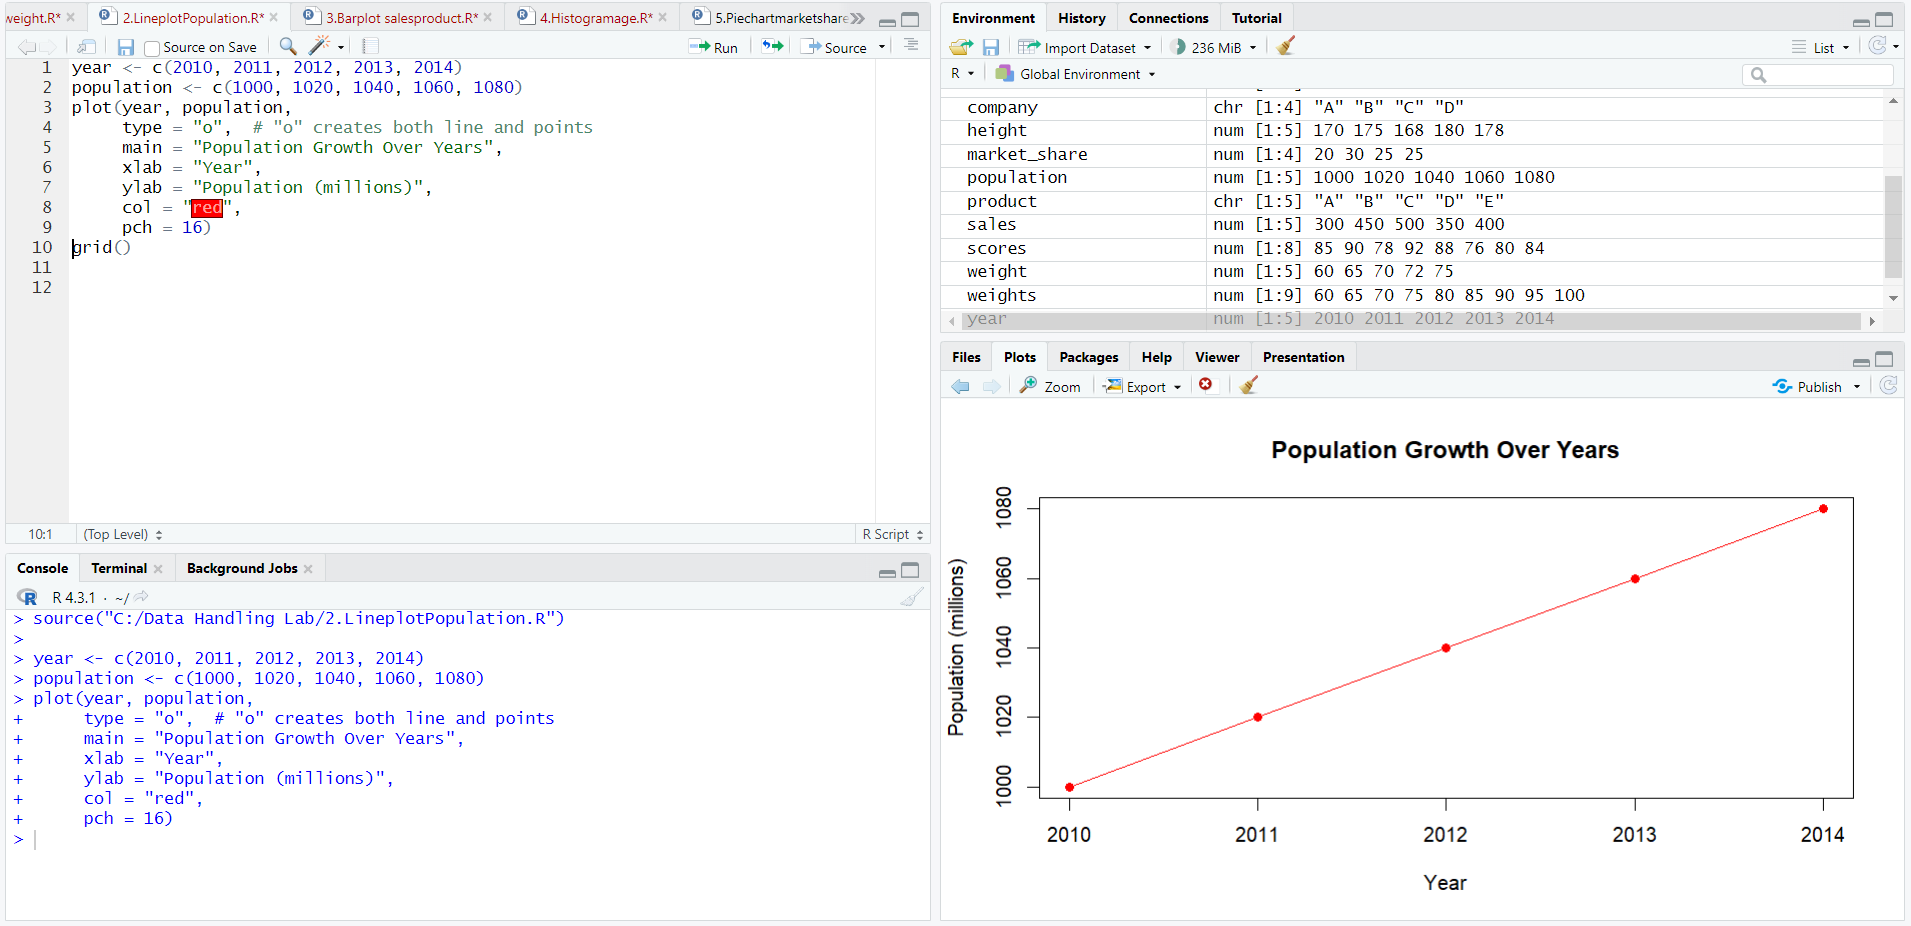 weight.R* 2.LineplotPopulation.R* 3.Barplot salesproduct.R* 4.Histogramage.R* 5.Piechartmarketshare
Source on Save Run Source
1 year <- c(2010, 2011, 2012, 2013, 2014)
2 population <- c(1000, 1020, 1040, 1060, 1080)
3 plot(year, population,
4 type = "o",  # "o" creates both line and points
5 main = "Population Growth Over Years",
6 xlab = "Year",
7 ylab = "Population (millions)",
8 col = "red",
9 pch = 16)
10 grid()
11
12
10:1 (Top Level) R Script
Console Terminal Background Jobs
R 4.3.1 · ~/
> source("C:/Data Handling Lab/2.LineplotPopulation.R")
>
> year <- c(2010, 2011, 2012, 2013, 2014)
> population <- c(1000, 1020, 1040, 1060, 1080)
> plot(year, population,
+ type = "o",  # "o" creates both line and points
+ main = "Population Growth Over Years",
+ xlab = "Year",
+ ylab = "Population (millions)",
+ col = "red",
+ pch = 16)
>
Environment History Connections Tutorial
Import Dataset 236 MiB List
R Global Environment
company chr [1:4] "A" "B" "C" "D"
height num [1:5] 170 175 168 180 178
market_share num [1:4] 20 30 25 25
population num [1:5] 1000 1020 1040 1060 1080
product chr [1:5] "A" "B" "C" "D" "E"
sales num [1:5] 300 450 500 350 400
scores num [1:8] 85 90 78 92 88 76 80 84
weight num [1:5] 60 65 70 72 75
weights num [1:9] 60 65 70 75 80 85 90 95 100
year num [1:5] 2010 2011 2012 2013 2014
Files Plots Packages Help Viewer Presentation
Zoom Export Publish
Population Growth Over Years
Population (millions)
1080
1060
1040
1020
1000
2010 2011 2012 2013 2014
Year